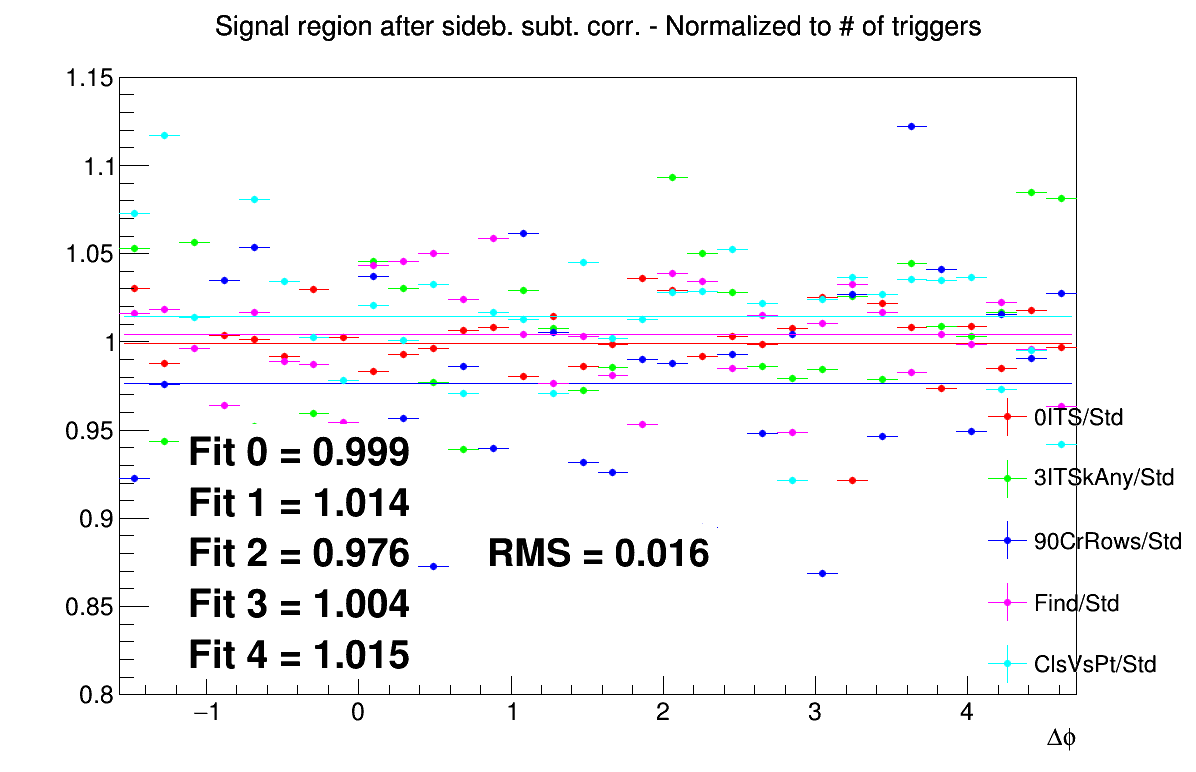 Signal region after sideb. subt. corr. - Normalized to # of triggers
1.15
1.1
1.05
1
0.95
0.9
0.85
0.8
Fit 0 = 0.999
Fit 1 = 1.014
Fit 2 = 0.976
RMS = 0.016
Fit 3 = 1.004
Fit 4 = 1.015
0ITS/Std
3ITSkAny/Std
90CrRows/Std
Find/Std
ClsVsPt/Std
−1 0 1 2 3 4
Δϕ